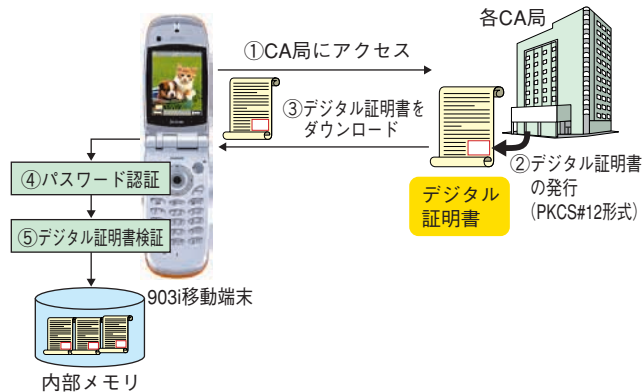 各CA局
①CA局にアクセス
③デジタル証明書を
ダウンロード
②デジタル証明書
の発行
(PKCS#12形式)
デジタル
証明書
④パスワード認証
⑤デジタル証明書検証
903i移動端末
内部メモリ